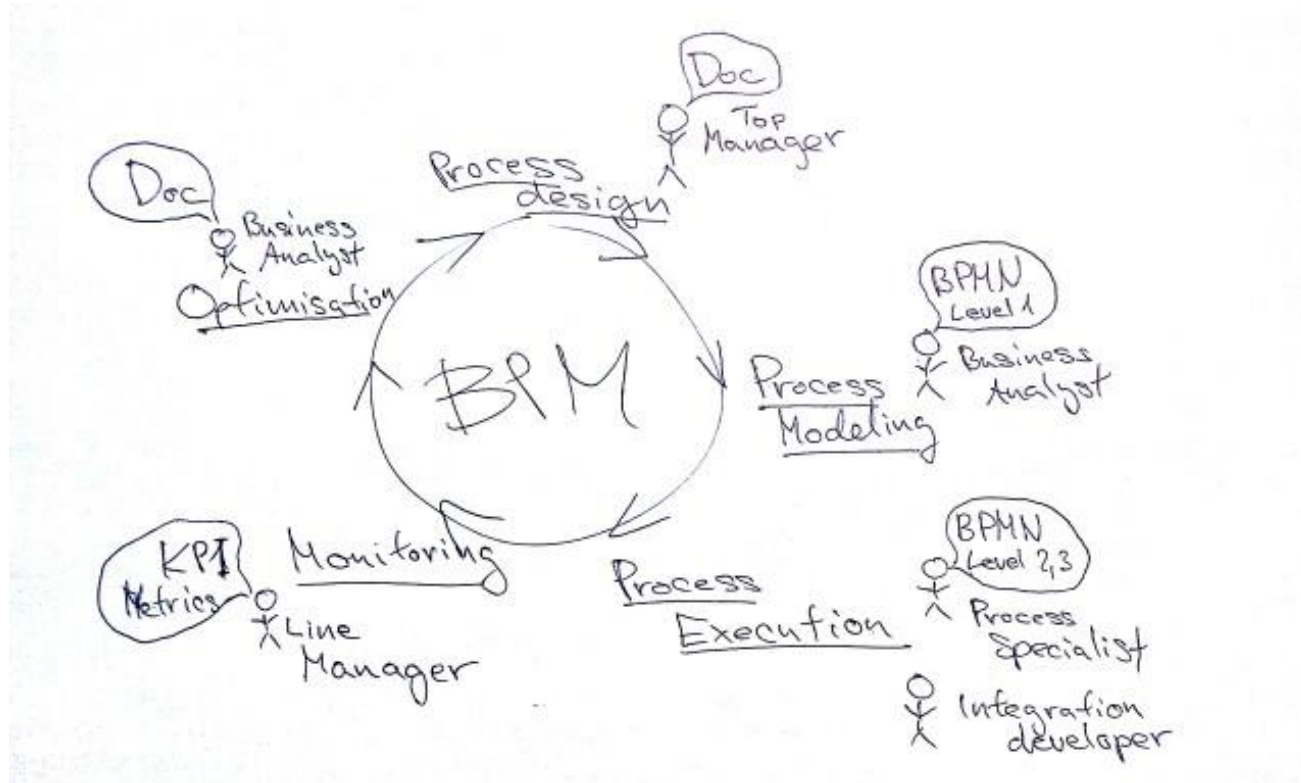 Doc
Top
Manager
Process
design
Doc
Business
Analyst
Optimisation
BPMN
Level 1
Business
Analyst
Process
Modeling
BPM
BPMN
Level 2,3
Process
Specialist
Integration
developer
Process
Execution
Monitoring
KPI
Metrics
Line
Manager